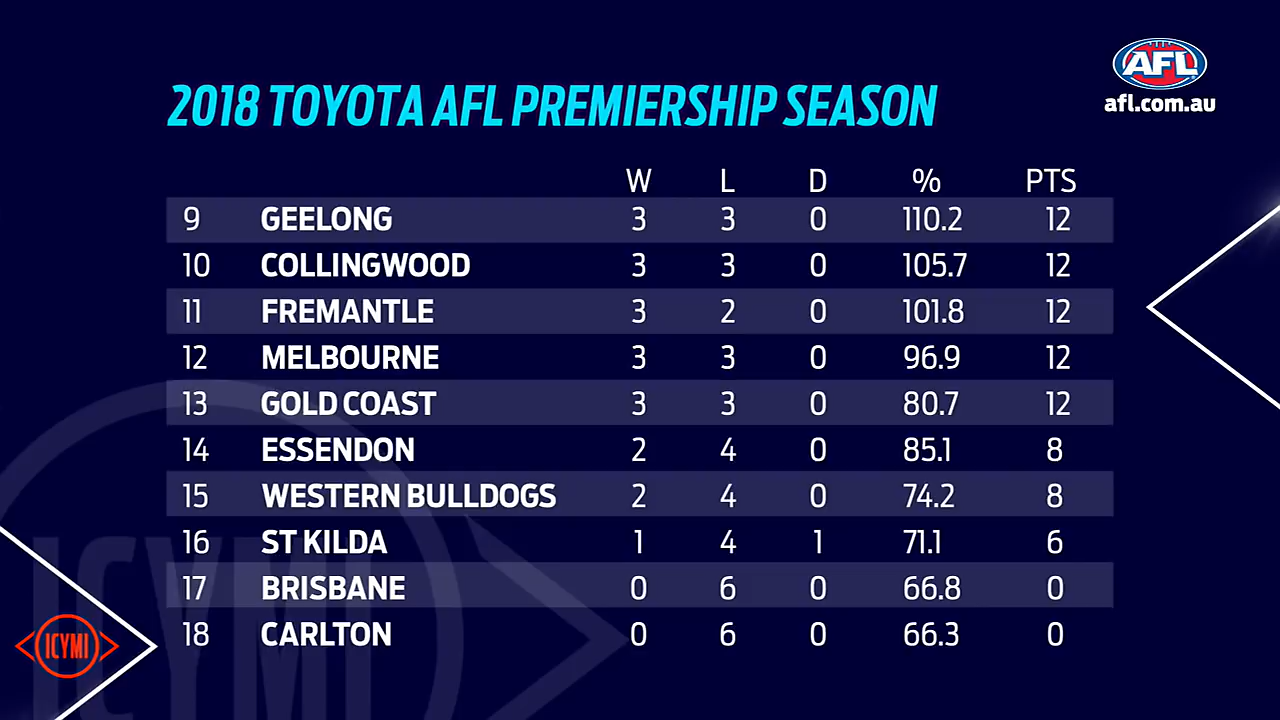 AFL
afl.com.au
2018 TOYOTA AFL PREMIERSHIP SEASON
W L D % PTS
9 GEELONG 3 3 0 110.2 12
10 COLLINGWOOD 3 3 0 105.7 12
11 FREMANTLE 3 2 0 101.8 12
12 MELBOURNE 3 3 0 96.9 12
13 GOLD COAST 3 3 0 80.7 12
14 ESSENDON 2 4 0 85.1 8
15 WESTERN BULLDOGS 2 4 0 74.2 8
16 ST KILDA 1 4 1 71.1 6
17 BRISBANE 0 6 0 66.8 0
18 CARLTON 0 6 0 66.3 0
ICYMI
ICYMI